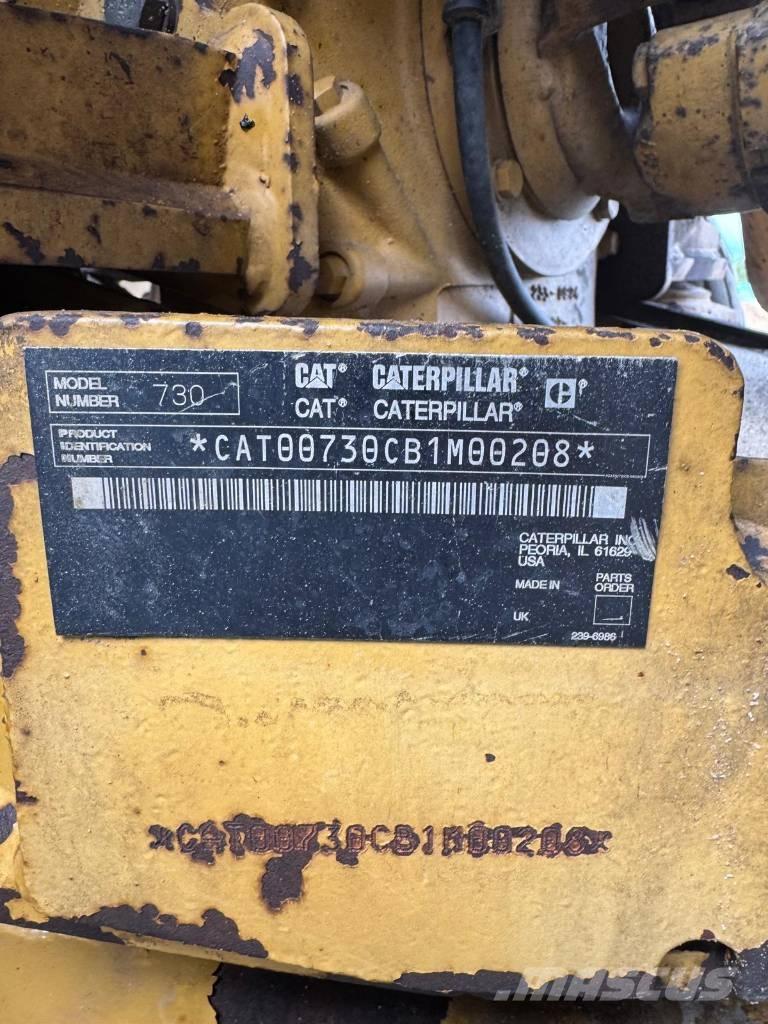 MODEL NUMBER 730
CAT® CATERPILLAR®
CAT® CATERPILLAR®
PRODUCT IDENTIFICATION NUMBER
*CAT00730CB1M00208*
CATERPILLAR INC
PEORIA, IL 61629
USA
MADE IN
UK
PARTS ORDER
239-6986
*CAT00730CB1M00208*
MASCUS